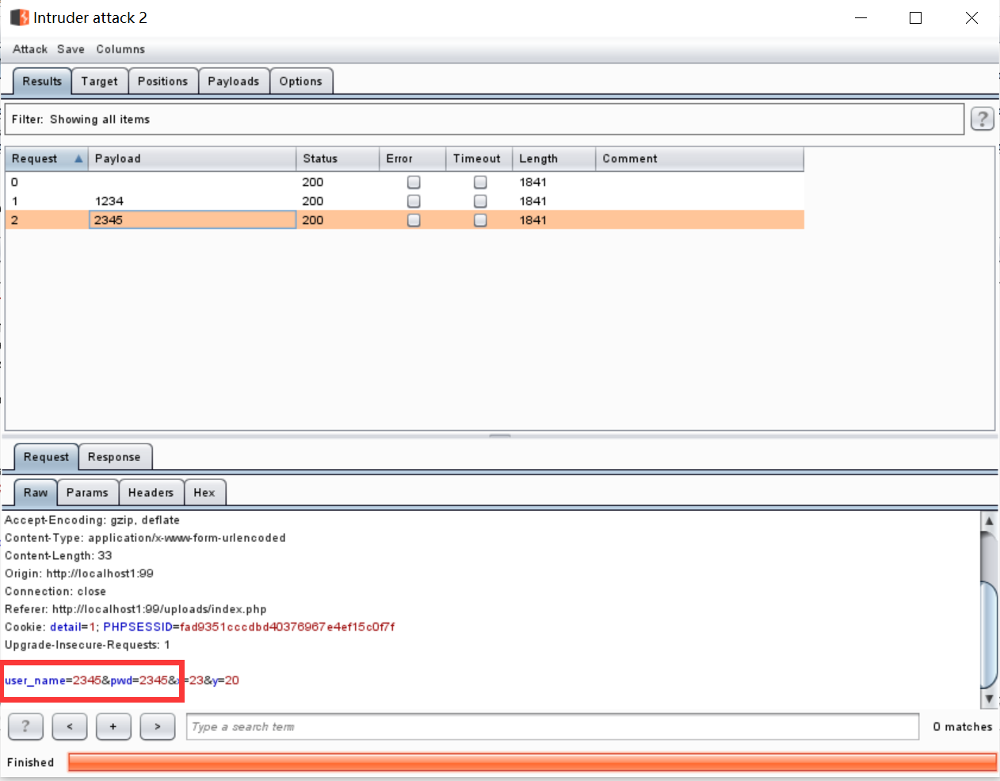 Intruder attack 2
Attack Save Columns
Results Target Positions Payloads Options
Filter: Showing all items ?
Request Payload Status Error Timeout Length Comment
0 200 1841
1 1234 200 1841
2 2345 200 1841
Request Response
Raw Params Headers Hex
Accept-Encoding: gzip, deflate
Content-Type: application/x-www-form-urlencoded
Content-Length: 33
Origin: http://localhost1:99
Connection: close
Referer: http://localhost1:99/uploads/index.php
Cookie: detail=1; PHPSESSID=fad9351cccdbd40376967e4ef15c0f7f
Upgrade-Insecure-Requests: 1
user_name=2345&pwd=2345&x=23&y=20
? < + > Type a search term 0 matches
Finished